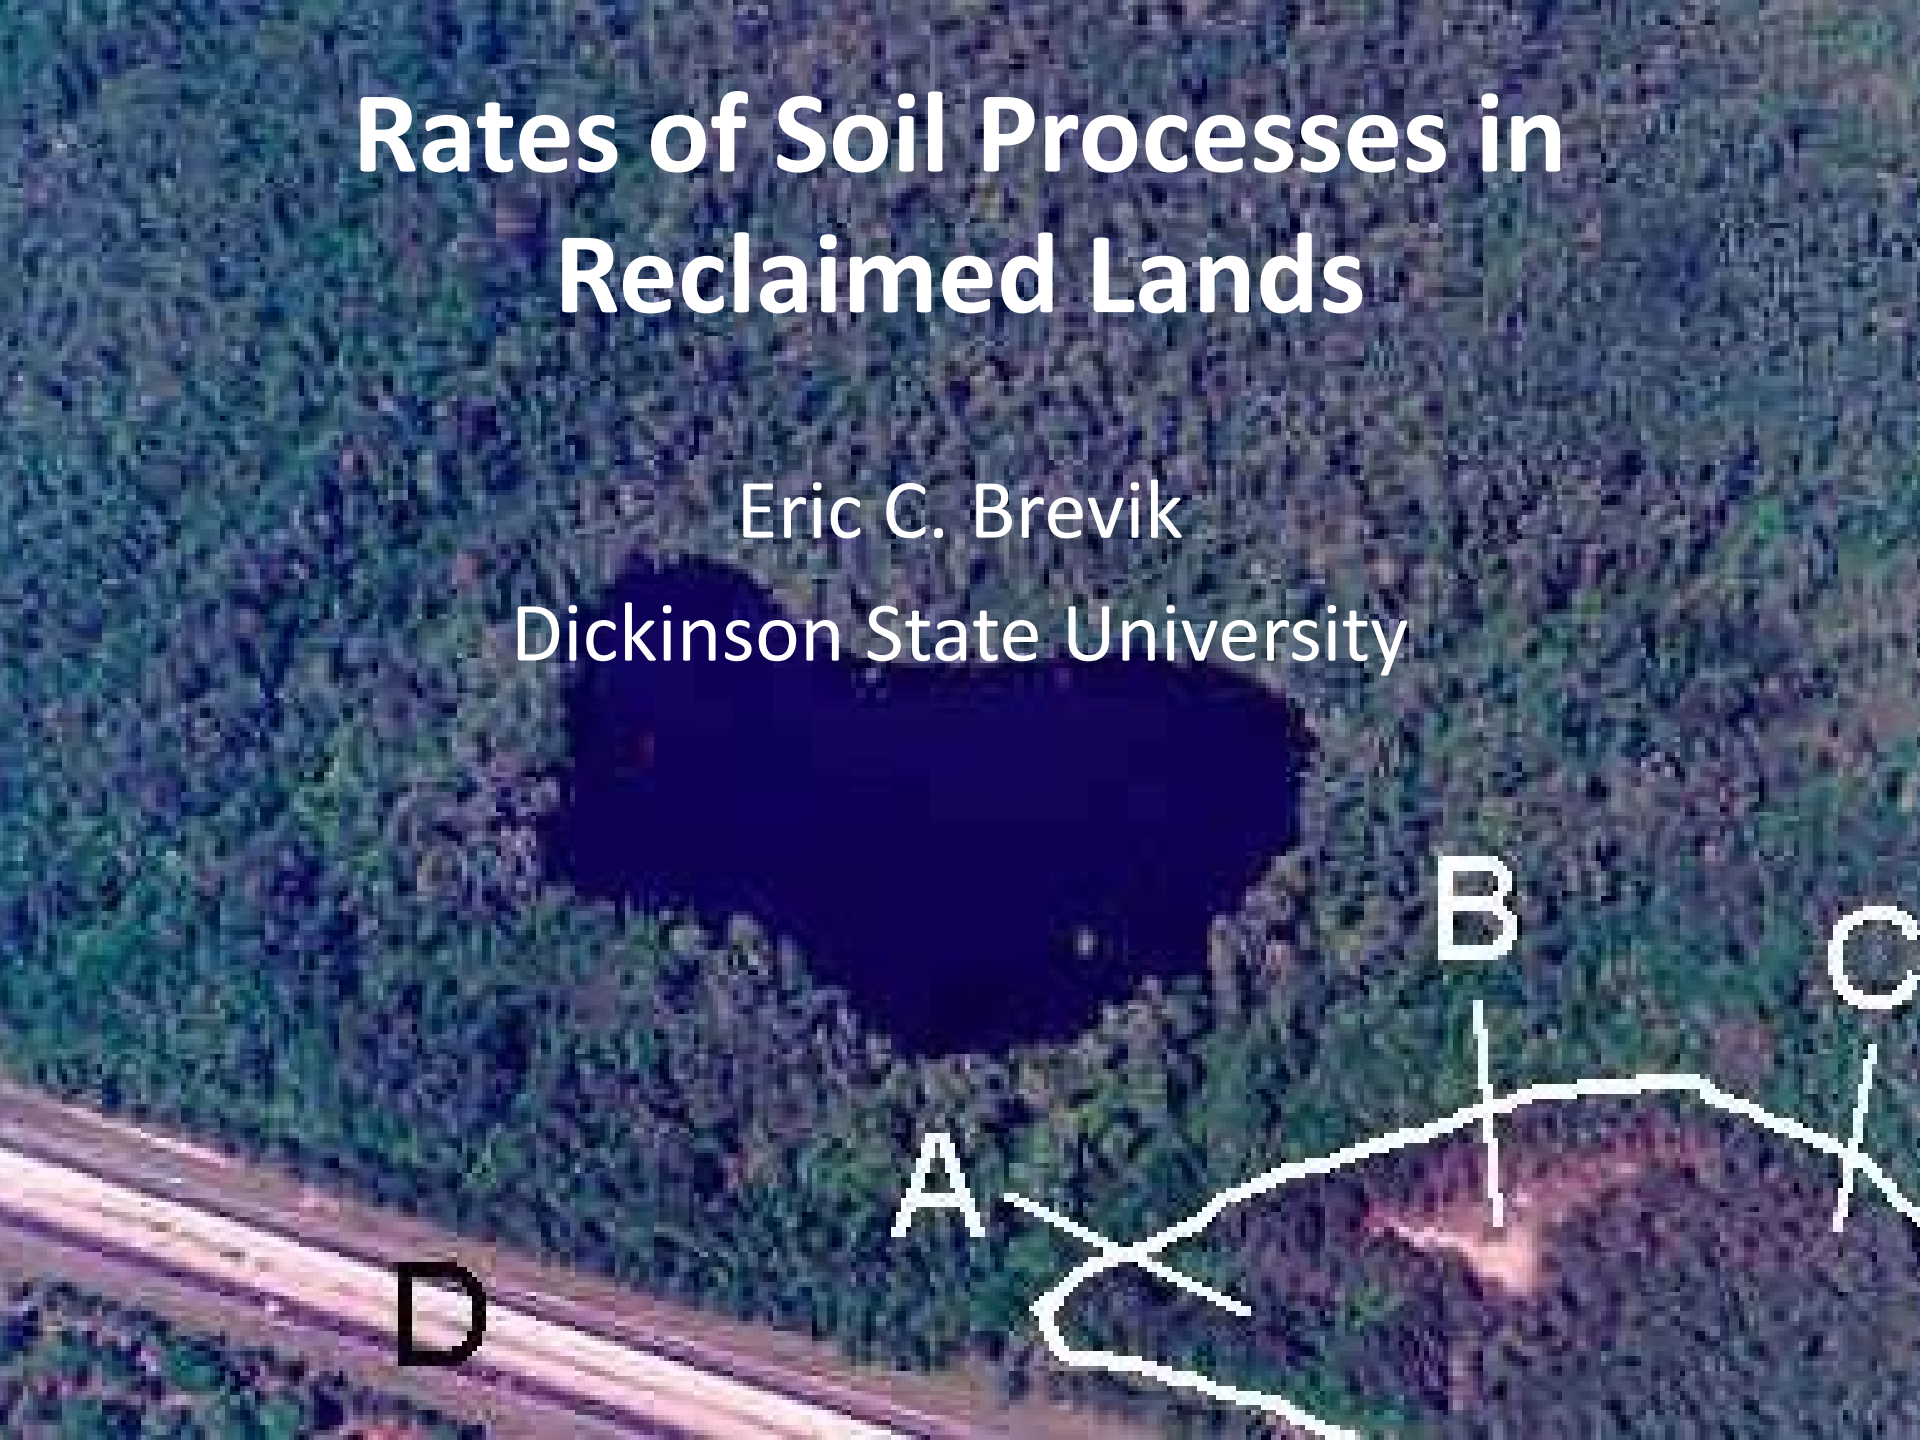 Rates of Soil Processes in
Reclaimed Lands
Eric C. Brevik
Dickinson State University
B
C
A
D